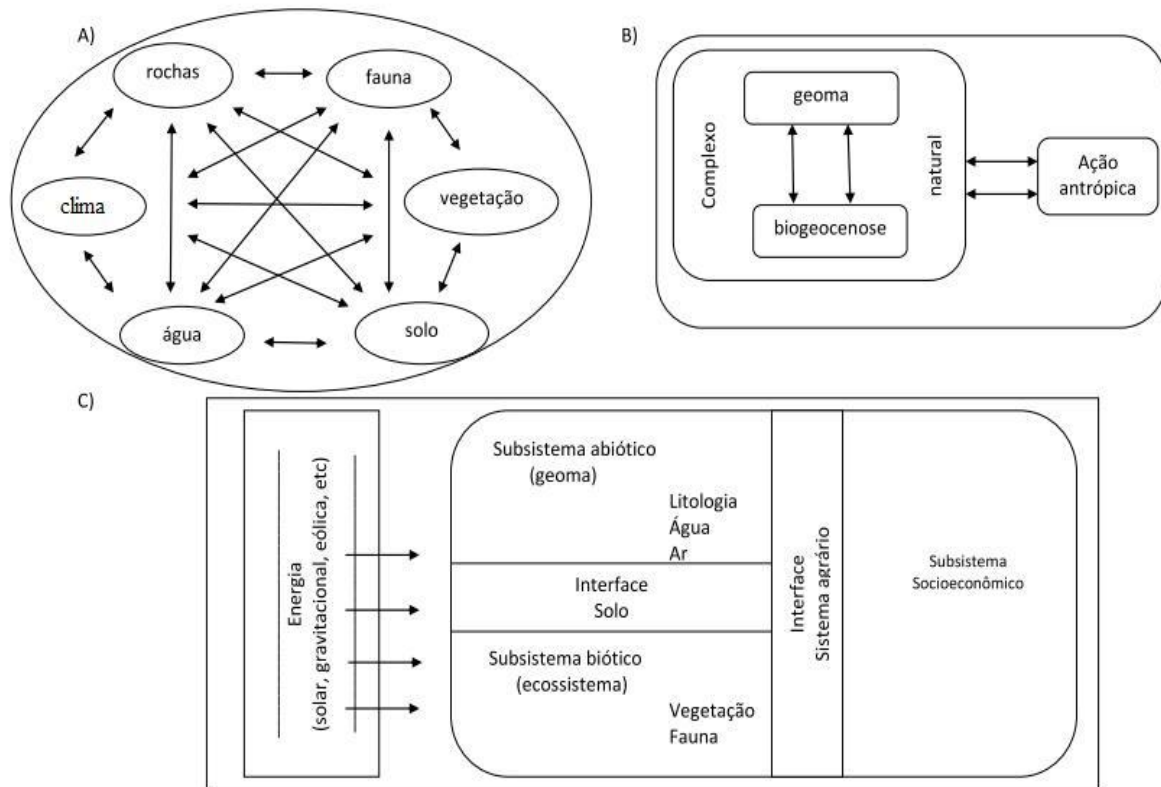 A)
rochas
fauna
clima
vegetação
água
solo
B)
geoma
Complexo
natural
biogeocenose
Ação
antrópica
C)
Energia
(solar, gravitacional, eólica, etc)
Subsistema abiótico
(geoma)
Litologia
Água
Ar
Interface
Solo
Subsistema biótico
(ecossistema)
Vegetação
Fauna
Interface
Sistema agrário
Subsistema
Socioeconômico